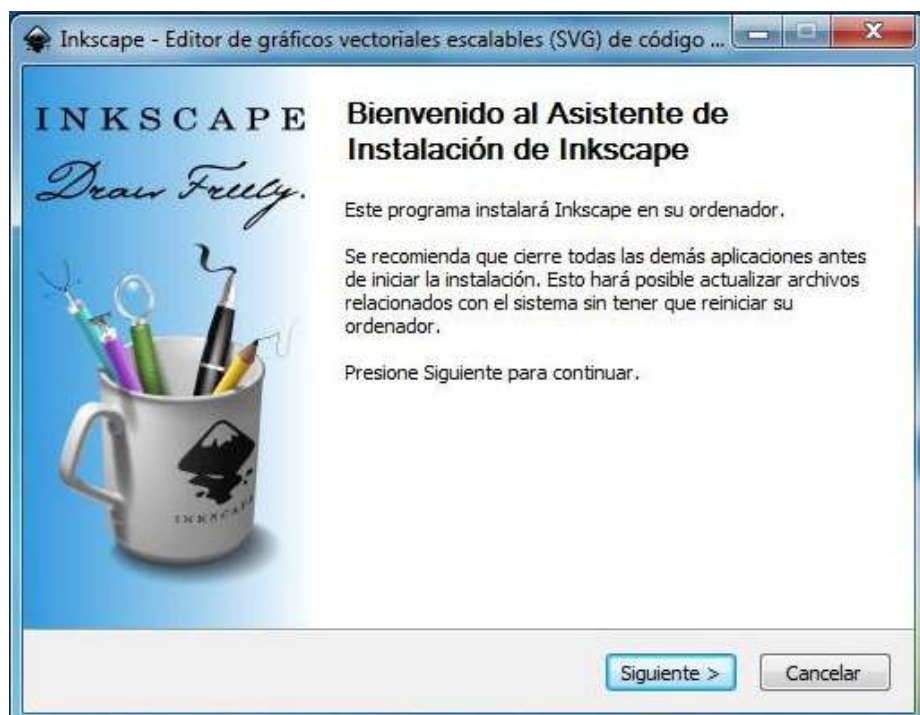 Inkscape - Editor de gráficos vectoriales escalables (SVG) de código ...
INKSCAPE
Draw Freely.
INKSCAPE
Bienvenido al Asistente de
Instalación de Inkscape
Este programa instalará Inkscape en su ordenador.
Se recomienda que cierre todas las demás aplicaciones antes
de iniciar la instalación. Esto hará posible actualizar archivos
relacionados con el sistema sin tener que reiniciar su
ordenador.
Presione Siguiente para continuar.
Siguiente >
Cancelar